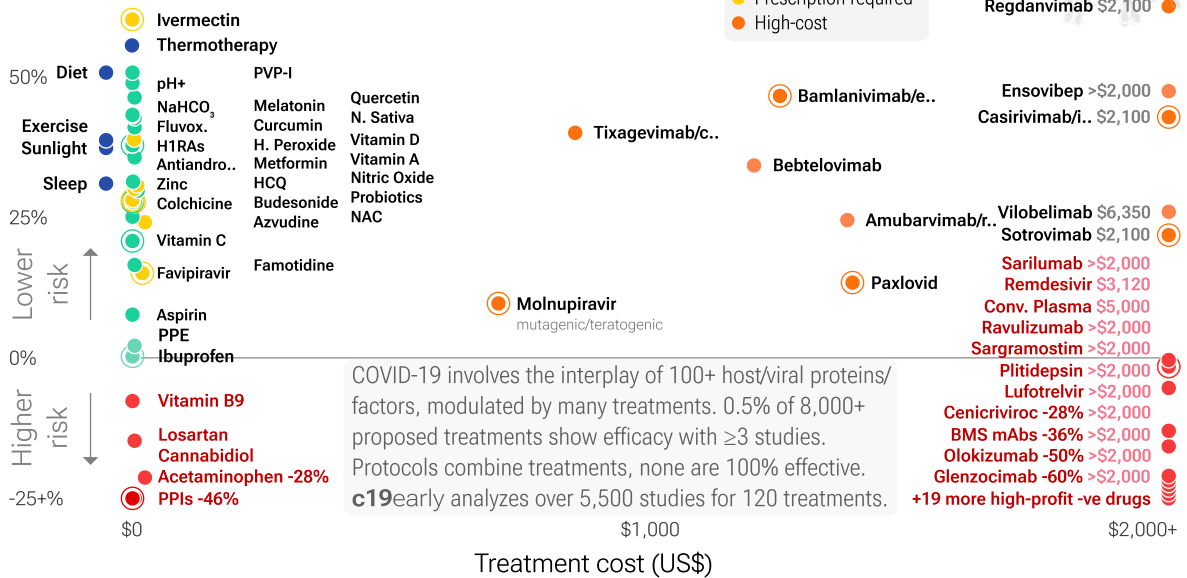 Prescription required
High-cost
Regdanvimab $2,100
Ivermectin
Thermotherapy
50%
Diet
pH+
PVP-I
NaHCO₃
Melatonin
Quercetin
N. Sativa
Fluvox.
Curcumin
Exercise
Sunlight
H1RAs
H. Peroxide
Vitamin D
Antiandro..
Metformin
Vitamin A
Sleep
Zinc
HCQ
Nitric Oxide
Colchicine
Budesonide
Probiotics
Azvudine
NAC
25%
Vitamin C
Favipiravir
Famotidine
Aspirin
PPE
Ibuprofen
0%
Lower
risk
Higher
risk
-25+%
Vitamin B9
Losartan
Cannabidiol
Acetaminophen -28%
PPIs -46%
Bamlanivimab/e..
Tixagevimab/c..
Bebtelovimab
Amubarvimab/r..
Paxlovid
Molnupiravir
mutagenic/teratogenic
Ensovibep >$2,000
Casirivimab/i.. $2,100
Vilobelimab $6,350
Sotrovimab $2,100
Sarilumab >$2,000
Remdesivir $3,120
Conv. Plasma $5,000
Ravulizumab >$2,000
Sargramostim >$2,000
Plitidepsin >$2,000
Lufotrelvir >$2,000
Cenicriviroc -28% >$2,000
BMS mAbs -36% >$2,000
Olokizumab -50% >$2,000
Glenzocimab -60% >$2,000
+19 more high-profit -ve drugs
COVID-19 involves the interplay of 100+ host/viral proteins/
factors, modulated by many treatments. 0.5% of 8,000+
proposed treatments show efficacy with ≥3 studies.
Protocols combine treatments, none are 100% effective.
c19early analyzes over 5,500 studies for 120 treatments.
$0
$1,000
$2,000+
Treatment cost (US$)